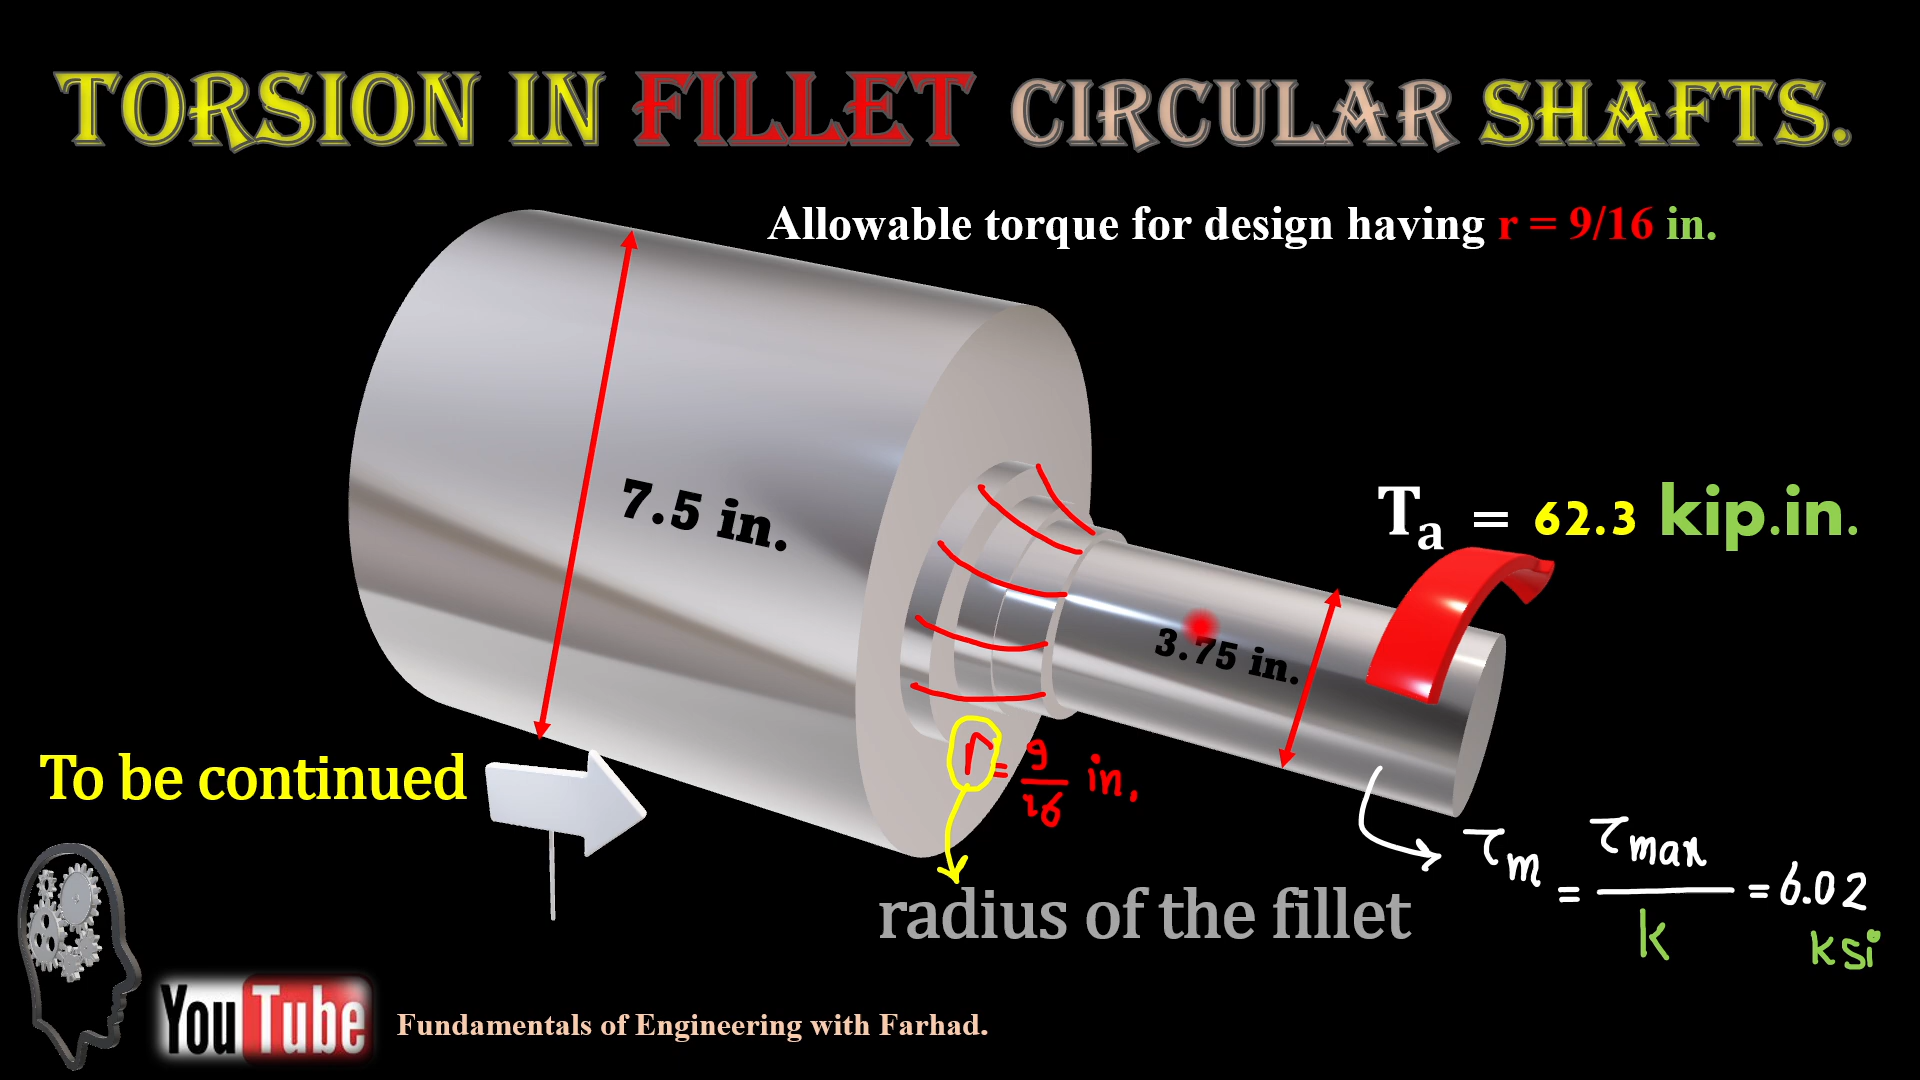 TORSION IN FILLET CIRCULAR SHAFTS.
Allowable torque for design having r = 9/16 in.
7.5 in.
Ta = 62.3 kip.in.
3.75 in.
r = 9/16 in.
To be continued
τm = τmax / k = 6.02 ksi
radius of the fillet
YouTube
Fundamentals of Engineering with Farhad.